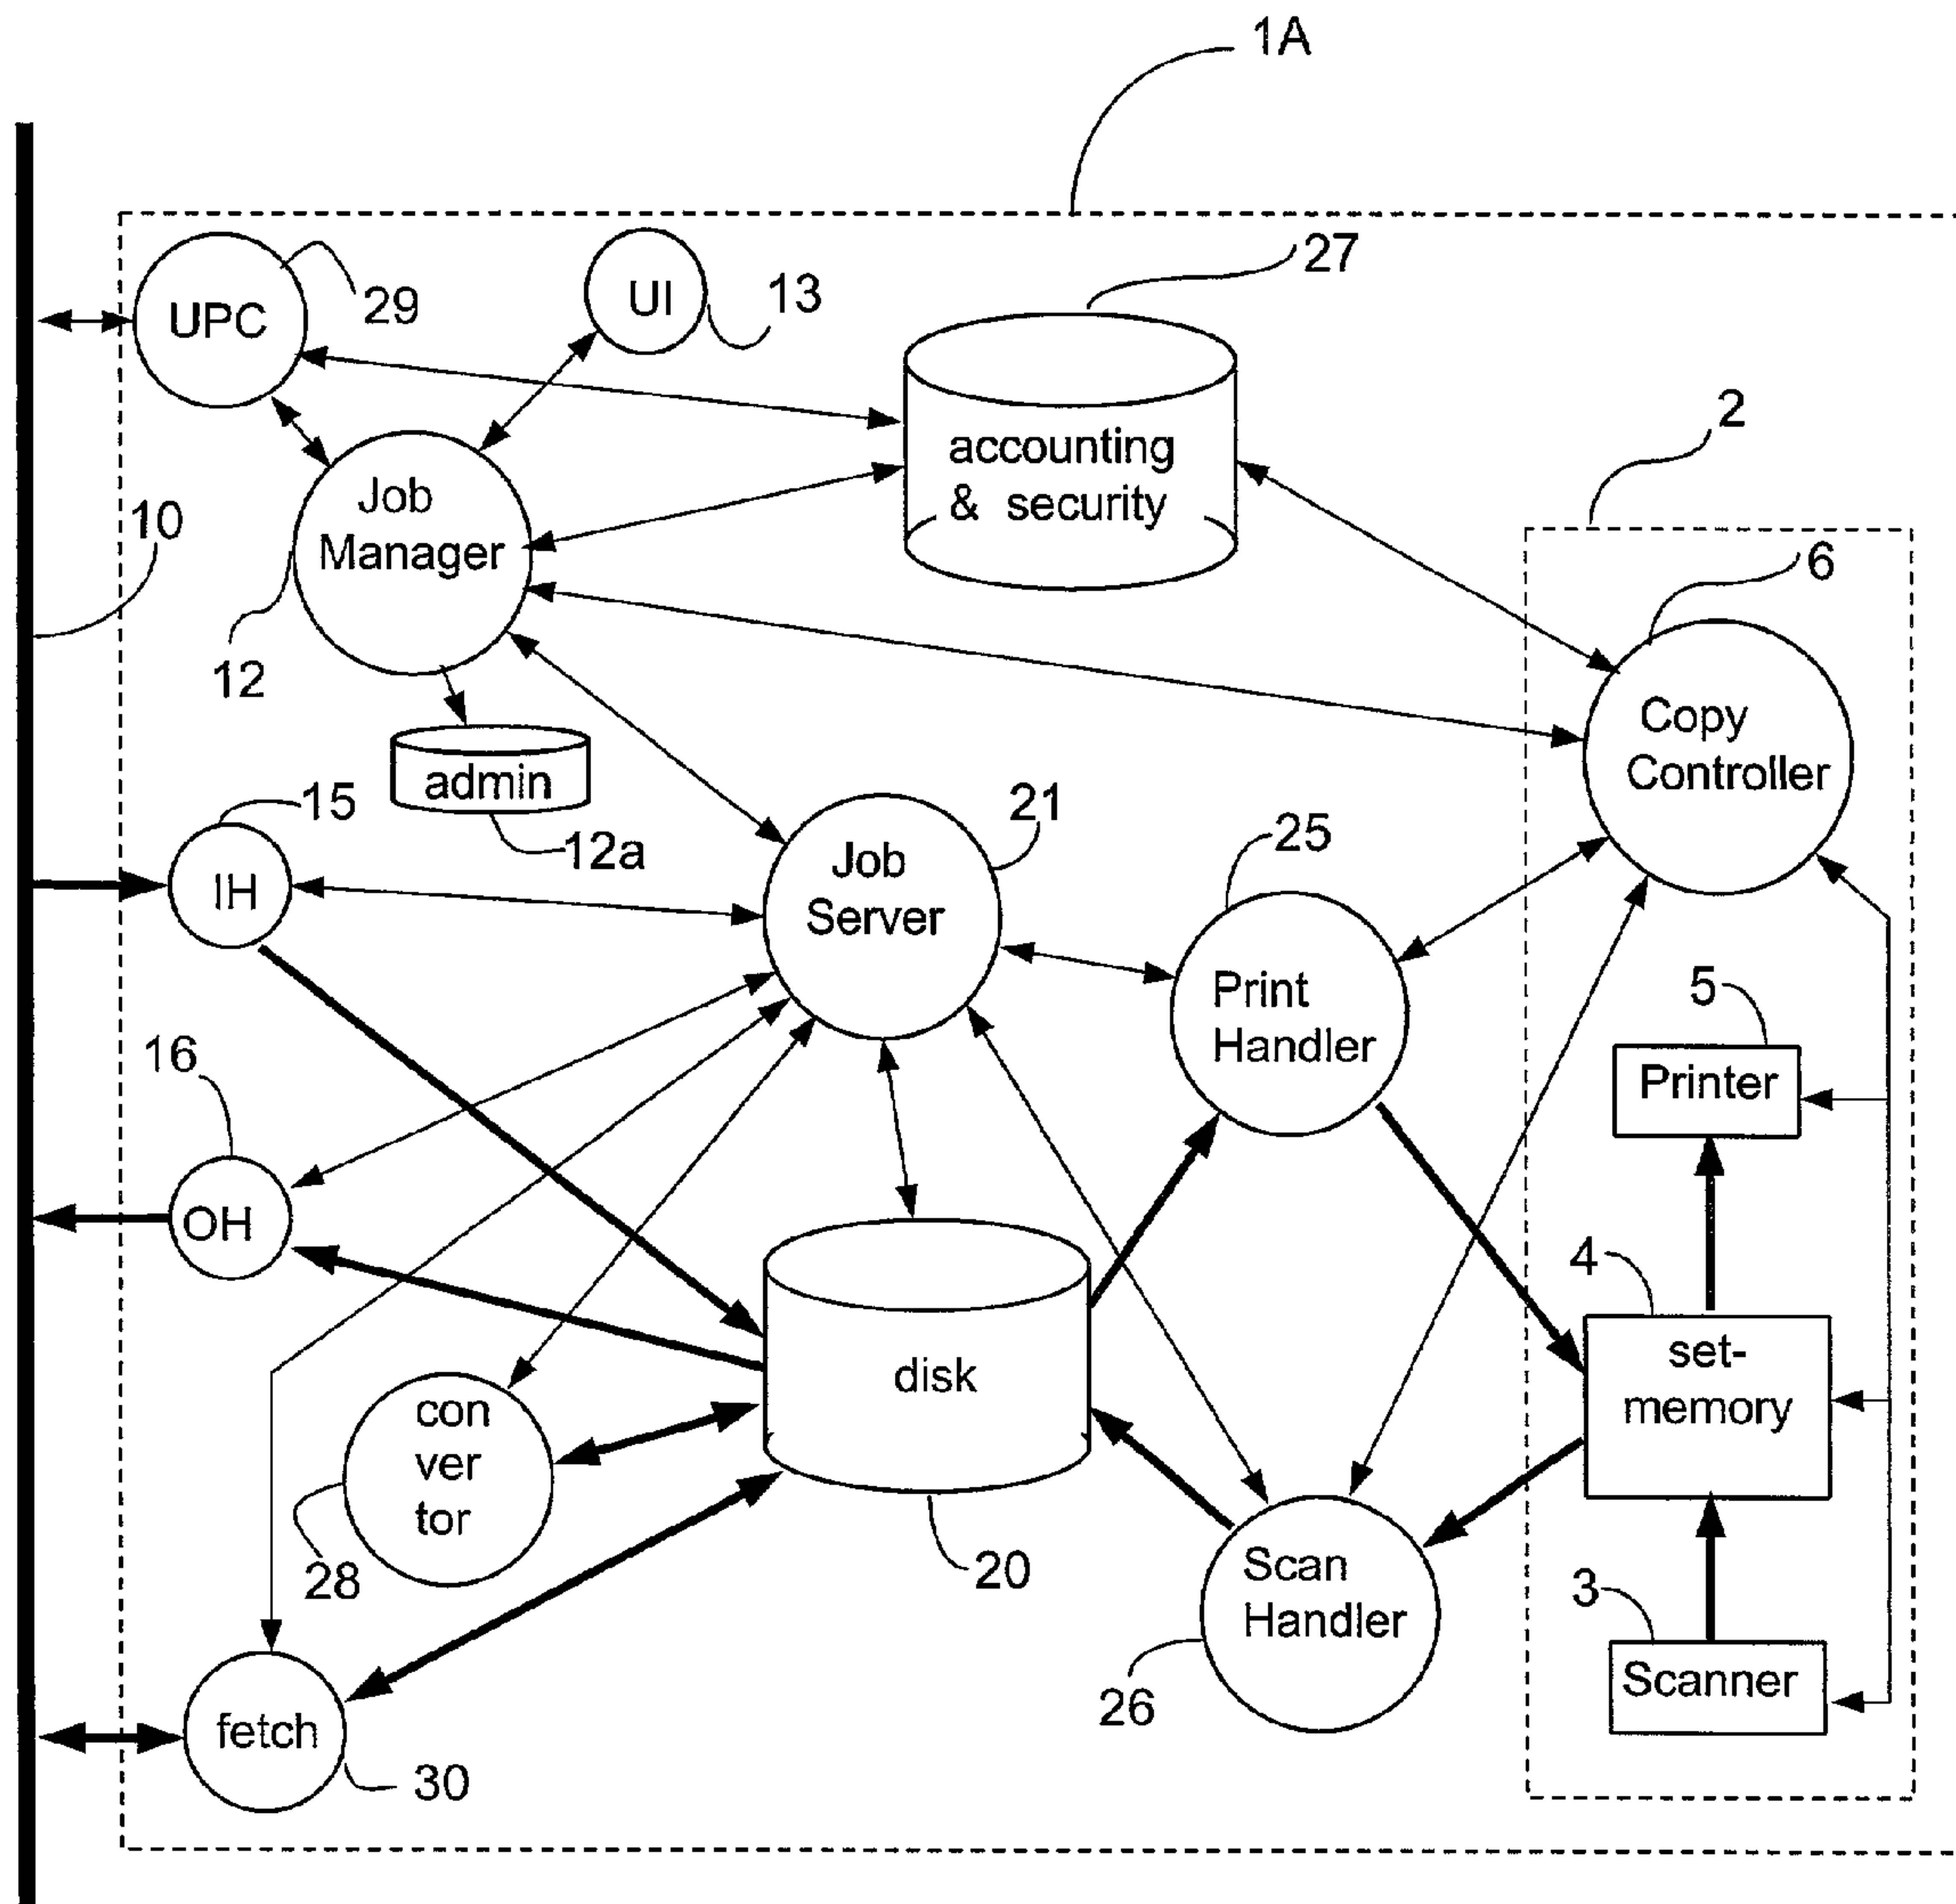 1A
UPC
29
UI
13
27
accounting
& security
2
Job
Manager
10
12
6
Copy
Controller
admin
12a
15
IH
Job
Server
21
25
Print
Handler
5
Printer
16
OH
4
set-
memory
disk
20
con
ver
tor
28
Scan
Handler
26
3
Scanner
fetch
30